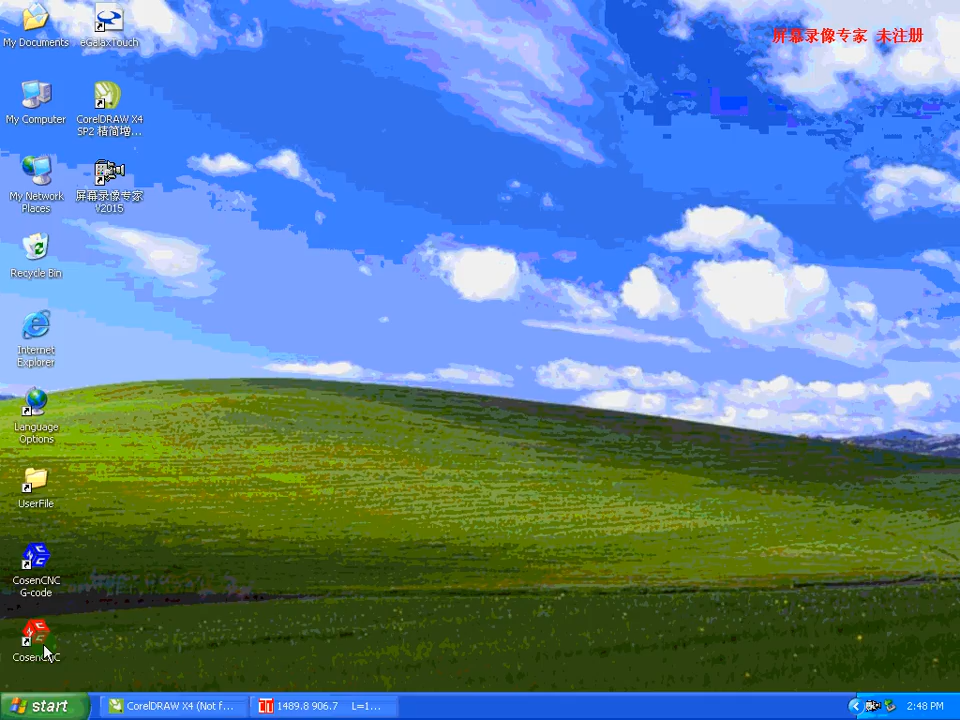 屏幕录像专家 未注册
My Documents
eGalaxTouch
My Computer
CorelDRAW X4
SP2 精简增...
My Network
Places
屏幕录像专家
V2015
Recycle Bin
Internet
Explorer
Language
Options
UserFile
CosenCNC
G-code
CosenCNC
start
CorelDRAW X4 (Not f...
1489.8 906.7 L=1...
2:48 PM